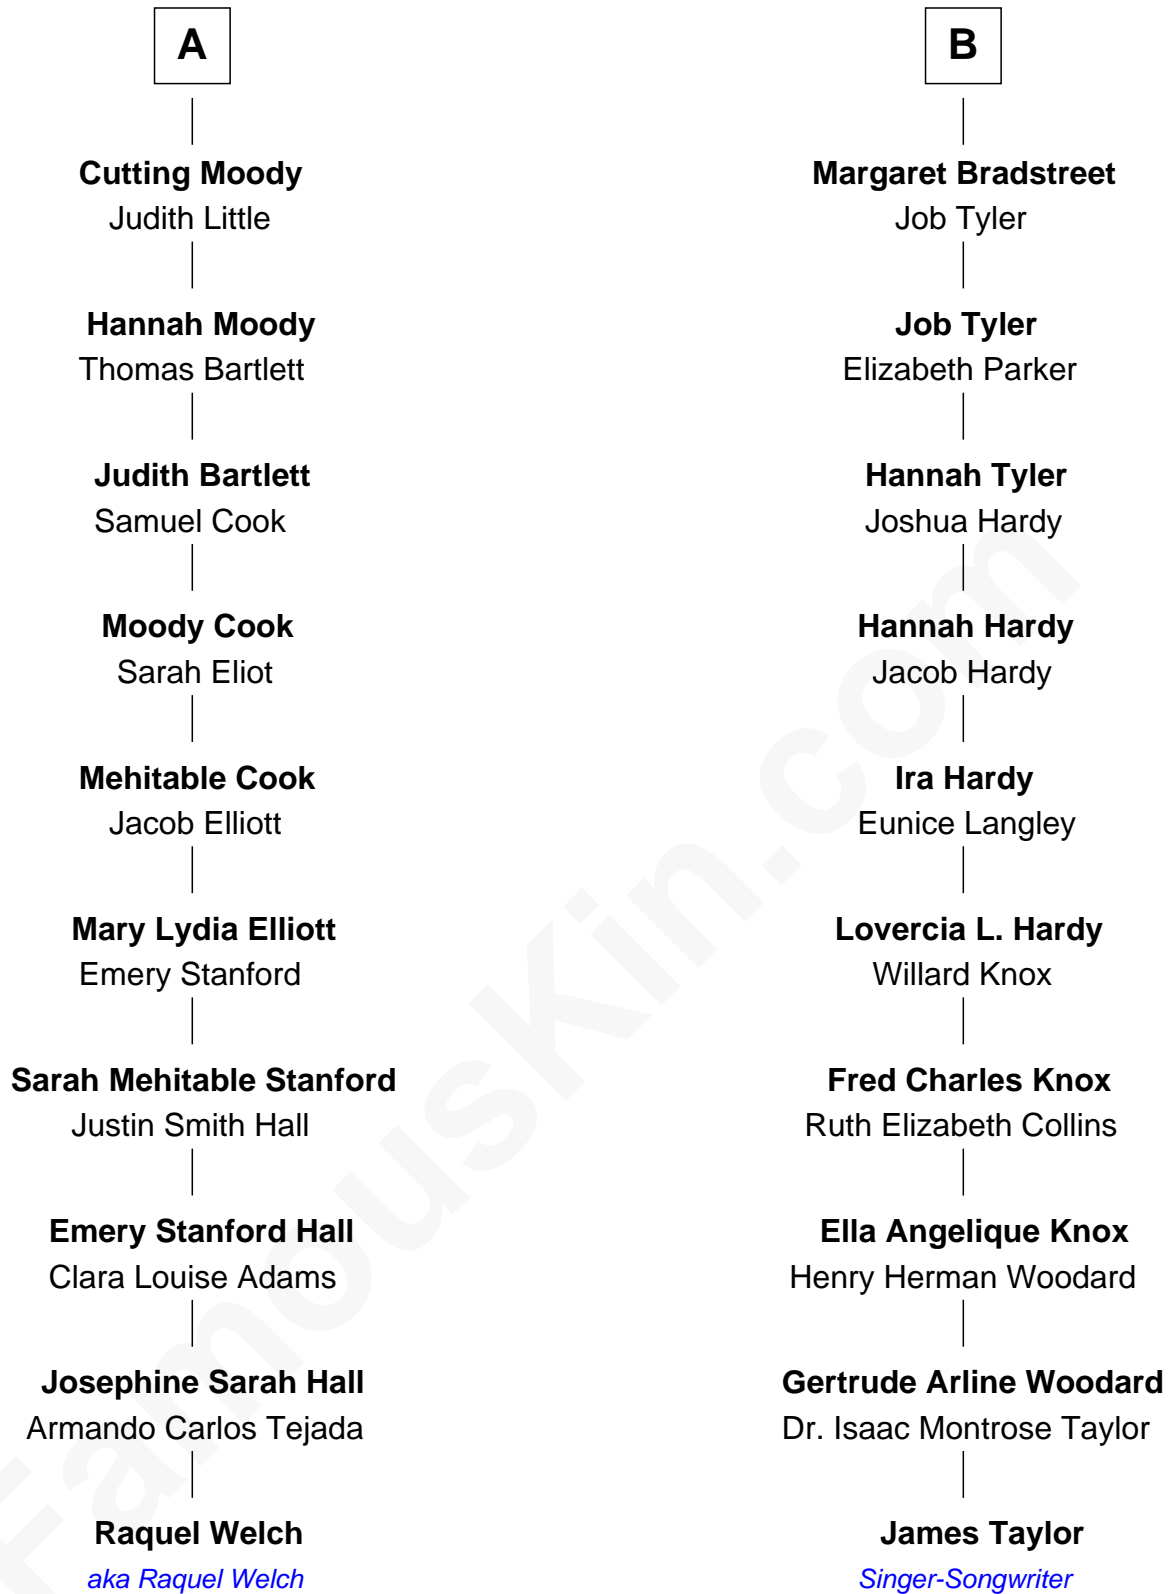 A
Cutting Moody
Judith Little
Hannah Moody
Thomas Bartlett
Judith Bartlett
Samuel Cook
Moody Cook
Sarah Eliot
Mehitable Cook
Jacob Elliott
Mary Lydia Elliott
Emery Stanford
Sarah Mehitable Stanford
Justin Smith Hall
Emery Stanford Hall
Clara Louise Adams
Josephine Sarah Hall
Armando Carlos Tejada
Raquel Welch
aka Raquel Welch
B
Margaret Bradstreet
Job Tyler
Job Tyler
Elizabeth Parker
Hannah Tyler
Joshua Hardy
Hannah Hardy
Jacob Hardy
Ira Hardy
Eunice Langley
Lovercia L. Hardy
Willard Knox
Fred Charles Knox
Ruth Elizabeth Collins
Ella Angelique Knox
Henry Herman Woodard
Gertrude Arline Woodard
Dr. Isaac Montrose Taylor
James Taylor
Singer-Songwriter
FamousKin.com